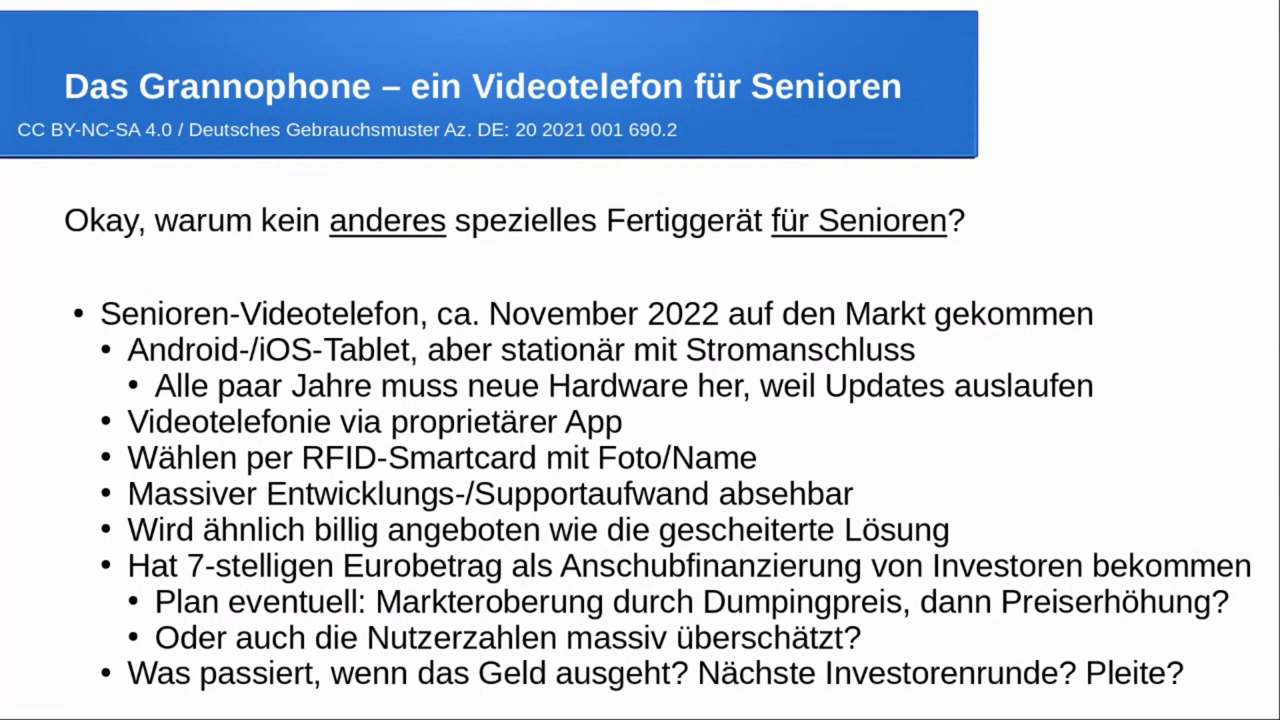 Das Grannophone – ein Videotelefon für Senioren
CC BY-NC-SA 4.0 / Deutsches Gebrauchsmuster Az. DE: 20 2021 001 690.2
Okay, warum kein anderes spezielles Fertiggerät für Senioren?
• Senioren-Videotelefon, ca. November 2022 auf den Markt gekommen
• Android-/iOS-Tablet, aber stationär mit Stromanschluss
• Alle paar Jahre muss neue Hardware her, weil Updates auslaufen
• Videotelefonie via proprietärer App
• Wählen per RFID-Smartcard mit Foto/Name
• Massiver Entwicklungs-/Supportaufwand absehbar
• Wird ähnlich billig angeboten wie die gescheiterte Lösung
• Hat 7-stelligen Eurobetrag als Anschubfinanzierung von Investoren bekommen
• Plan eventuell: Markteroberung durch Dumpingpreis, dann Preiserhöhung?
• Oder auch die Nutzerzahlen massiv überschätzt?
• Was passiert, wenn das Geld ausgeht? Nächste Investorenrunde? Pleite?